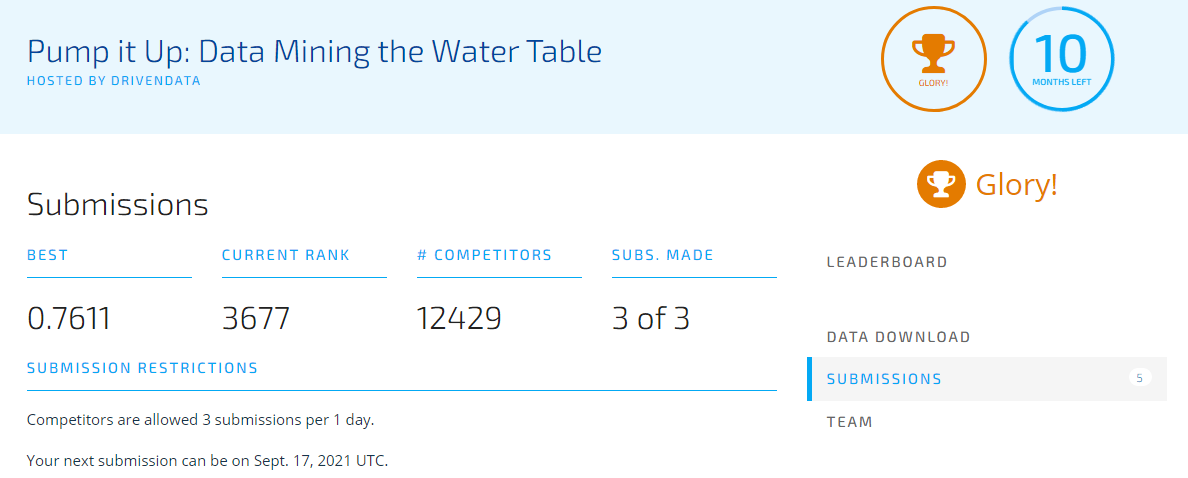 Pump it Up: Data Mining the Water Table
HOSTED BY DRIVENDATA
GLORY!
10
MONTHS LEFT
Glory!
Submissions
BEST
CURRENT RANK
# COMPETITORS
SUBS. MADE
0.7611
3677
12429
3 of 3
SUBMISSION RESTRICTIONS
Competitors are allowed 3 submissions per 1 day.
Your next submission can be on Sept. 17, 2021 UTC.
LEADERBOARD
DATA DOWNLOAD
SUBMISSIONS 5
TEAM